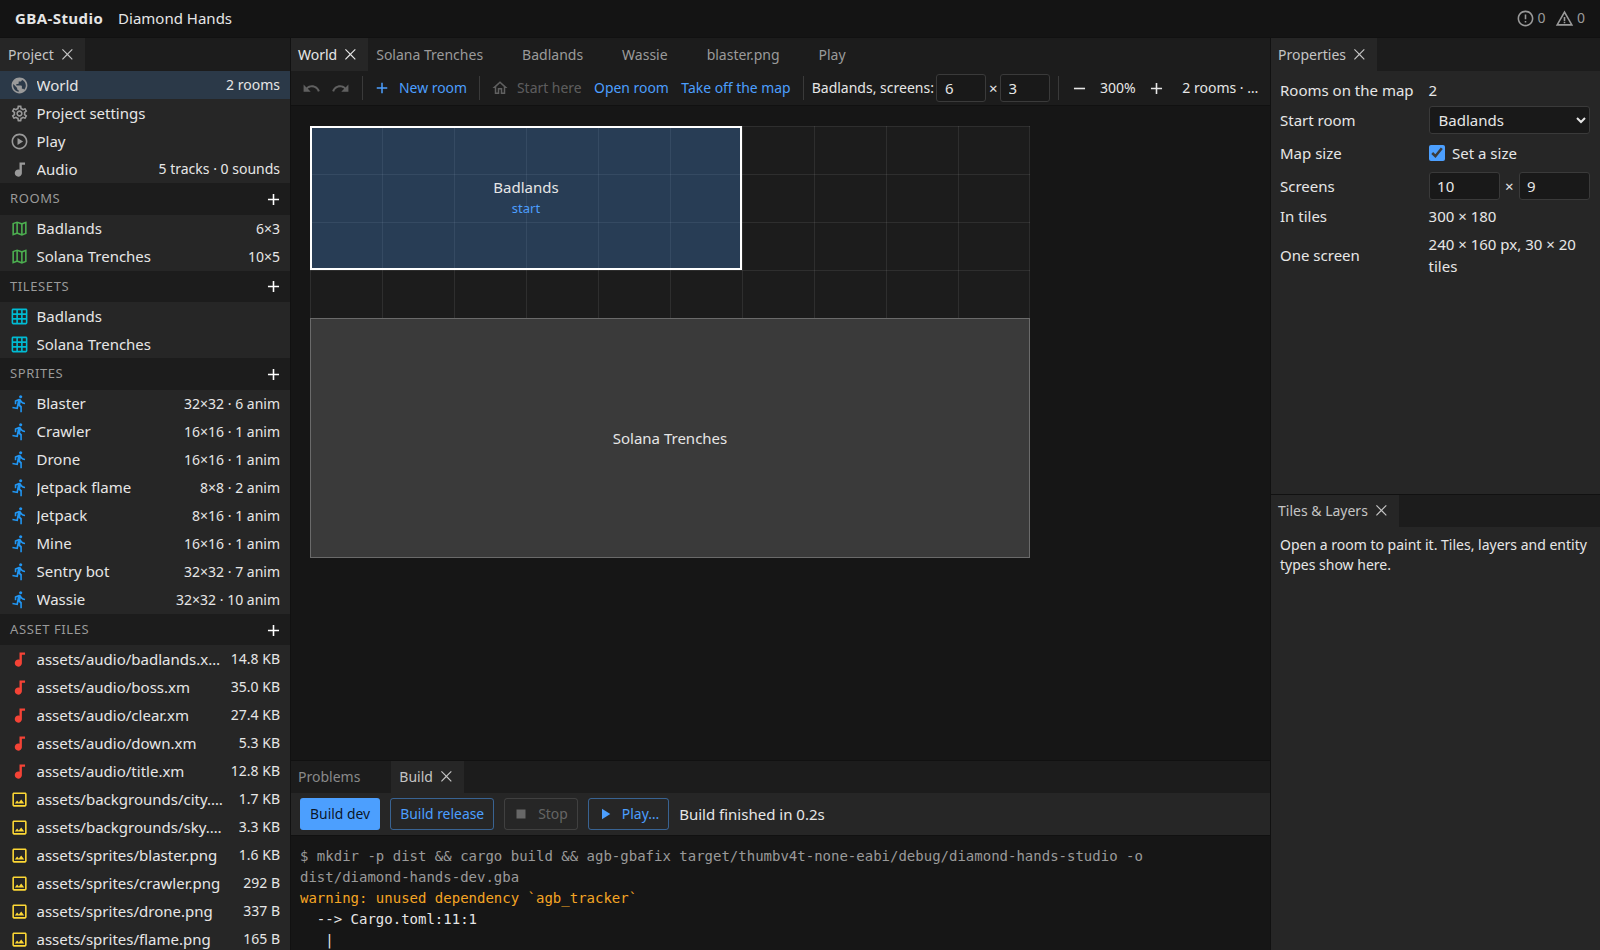 GBA-Studio Diamond Hands 0 0
Project
World 2 rooms
Project settings
Play
Audio 5 tracks · 0 sounds
ROOMS
Badlands 6×3
Solana Trenches 10×5
TILESETS
Badlands
Solana Trenches
SPRITES
Blaster 32×32 · 6 anim
Crawler 16×16 · 1 anim
Drone 16×16 · 1 anim
Jetpack flame 8×8 · 2 anim
Jetpack 8×16 · 1 anim
Mine 16×16 · 1 anim
Sentry bot 32×32 · 7 anim
Wassie 32×32 · 10 anim
ASSET FILES
assets/audio/badlands.x... 14.8 KB
assets/audio/boss.xm 35.0 KB
assets/audio/clear.xm 27.4 KB
assets/audio/down.xm 5.3 KB
assets/audio/title.xm 12.8 KB
assets/backgrounds/city.... 1.7 KB
assets/backgrounds/sky.... 3.3 KB
assets/sprites/blaster.png 1.6 KB
assets/sprites/crawler.png 292 B
assets/sprites/drone.png 337 B
assets/sprites/flame.png 165 B
World Solana Trenches Badlands Wassie blaster.png Play
New room Start here Open room Take off the map Badlands, screens: 6 × 3 300% 2 rooms · ...
Badlands
start
Solana Trenches
Problems Build
Build dev Build release Stop Play... Build finished in 0.2s
$ mkdir -p dist && cargo build && agb-gbafix target/thumbv4t-none-eabi/debug/diamond-hands-studio -o
dist/diamond-hands-dev.gba
warning: unused dependency `agb_tracker`
--> Cargo.toml:11:1
|
Properties
Rooms on the map 2
Start room Badlands
Map size Set a size
Screens 10 × 9
In tiles 300 × 180
One screen 240 × 160 px, 30 × 20
tiles
Tiles & Layers
Open a room to paint it. Tiles, layers and entity
types show here.